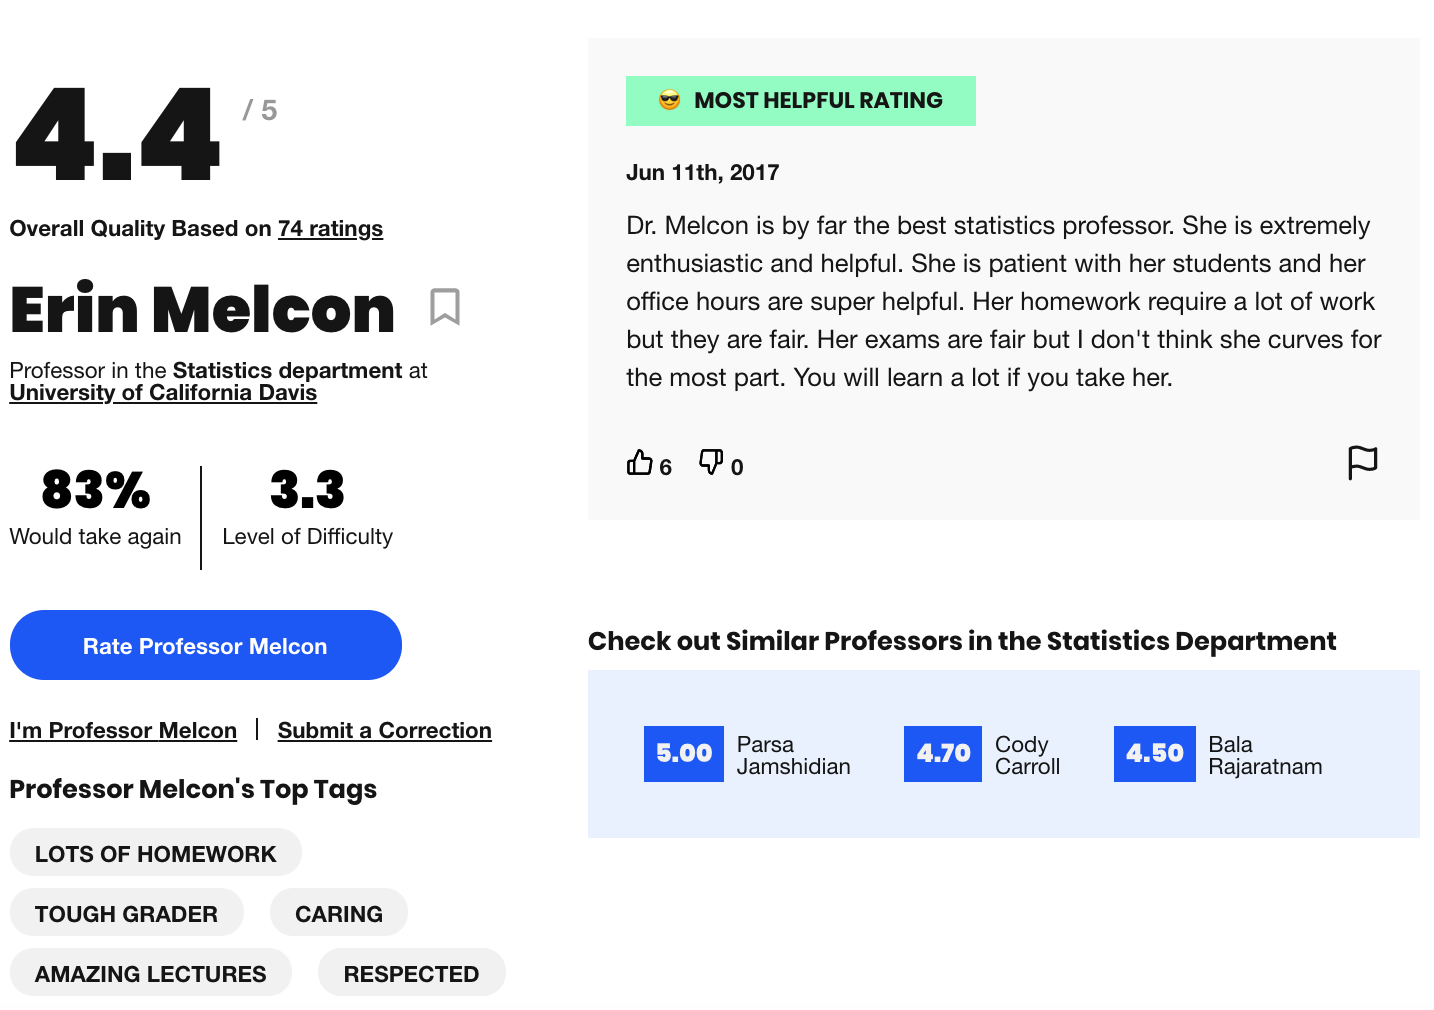 4.4 / 5
Overall Quality Based on 74 ratings
Erin Melcon
Professor in the Statistics department at
University of California Davis
83%
Would take again
3.3
Level of Difficulty
Rate Professor Melcon
I'm Professor Melcon
Submit a Correction
Professor Melcon's Top Tags
LOTS OF HOMEWORK
TOUGH GRADER
CARING
AMAZING LECTURES
RESPECTED
MOST HELPFUL RATING
Jun 11th, 2017
Dr. Melcon is by far the best statistics professor. She is extremely
enthusiastic and helpful. She is patient with her students and her
office hours are super helpful. Her homework require a lot of work
but they are fair. Her exams are fair but I don't think she curves for
the most part. You will learn a lot if you take her.
6
0
Check out Similar Professors in the Statistics Department
5.00
Parsa
Jamshidian
4.70
Cody
Carroll
4.50
Bala
Rajaratnam